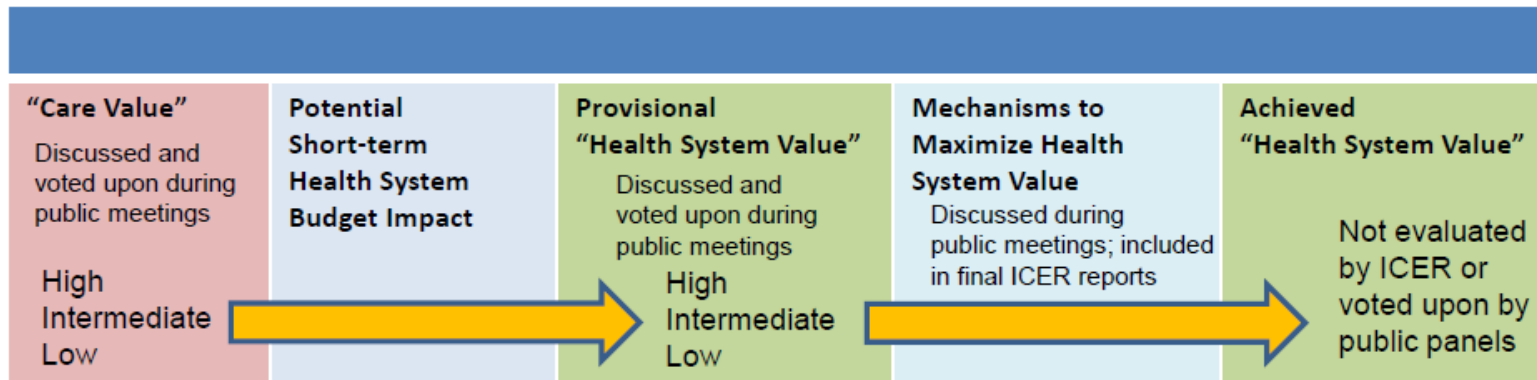 “Care Value”
Discussed and
voted upon during
public meetings
High
Intermediate
Low
Potential
Short-term
Health System
Budget Impact
Provisional
“Health System Value”
Discussed and
voted upon during
public meetings
High
Intermediate
Low
Mechanisms to
Maximize Health
System Value
Discussed during
public meetings; included
in final ICER reports
Achieved
“Health System Value”
Not evaluated
by ICER or
voted upon by
public panels